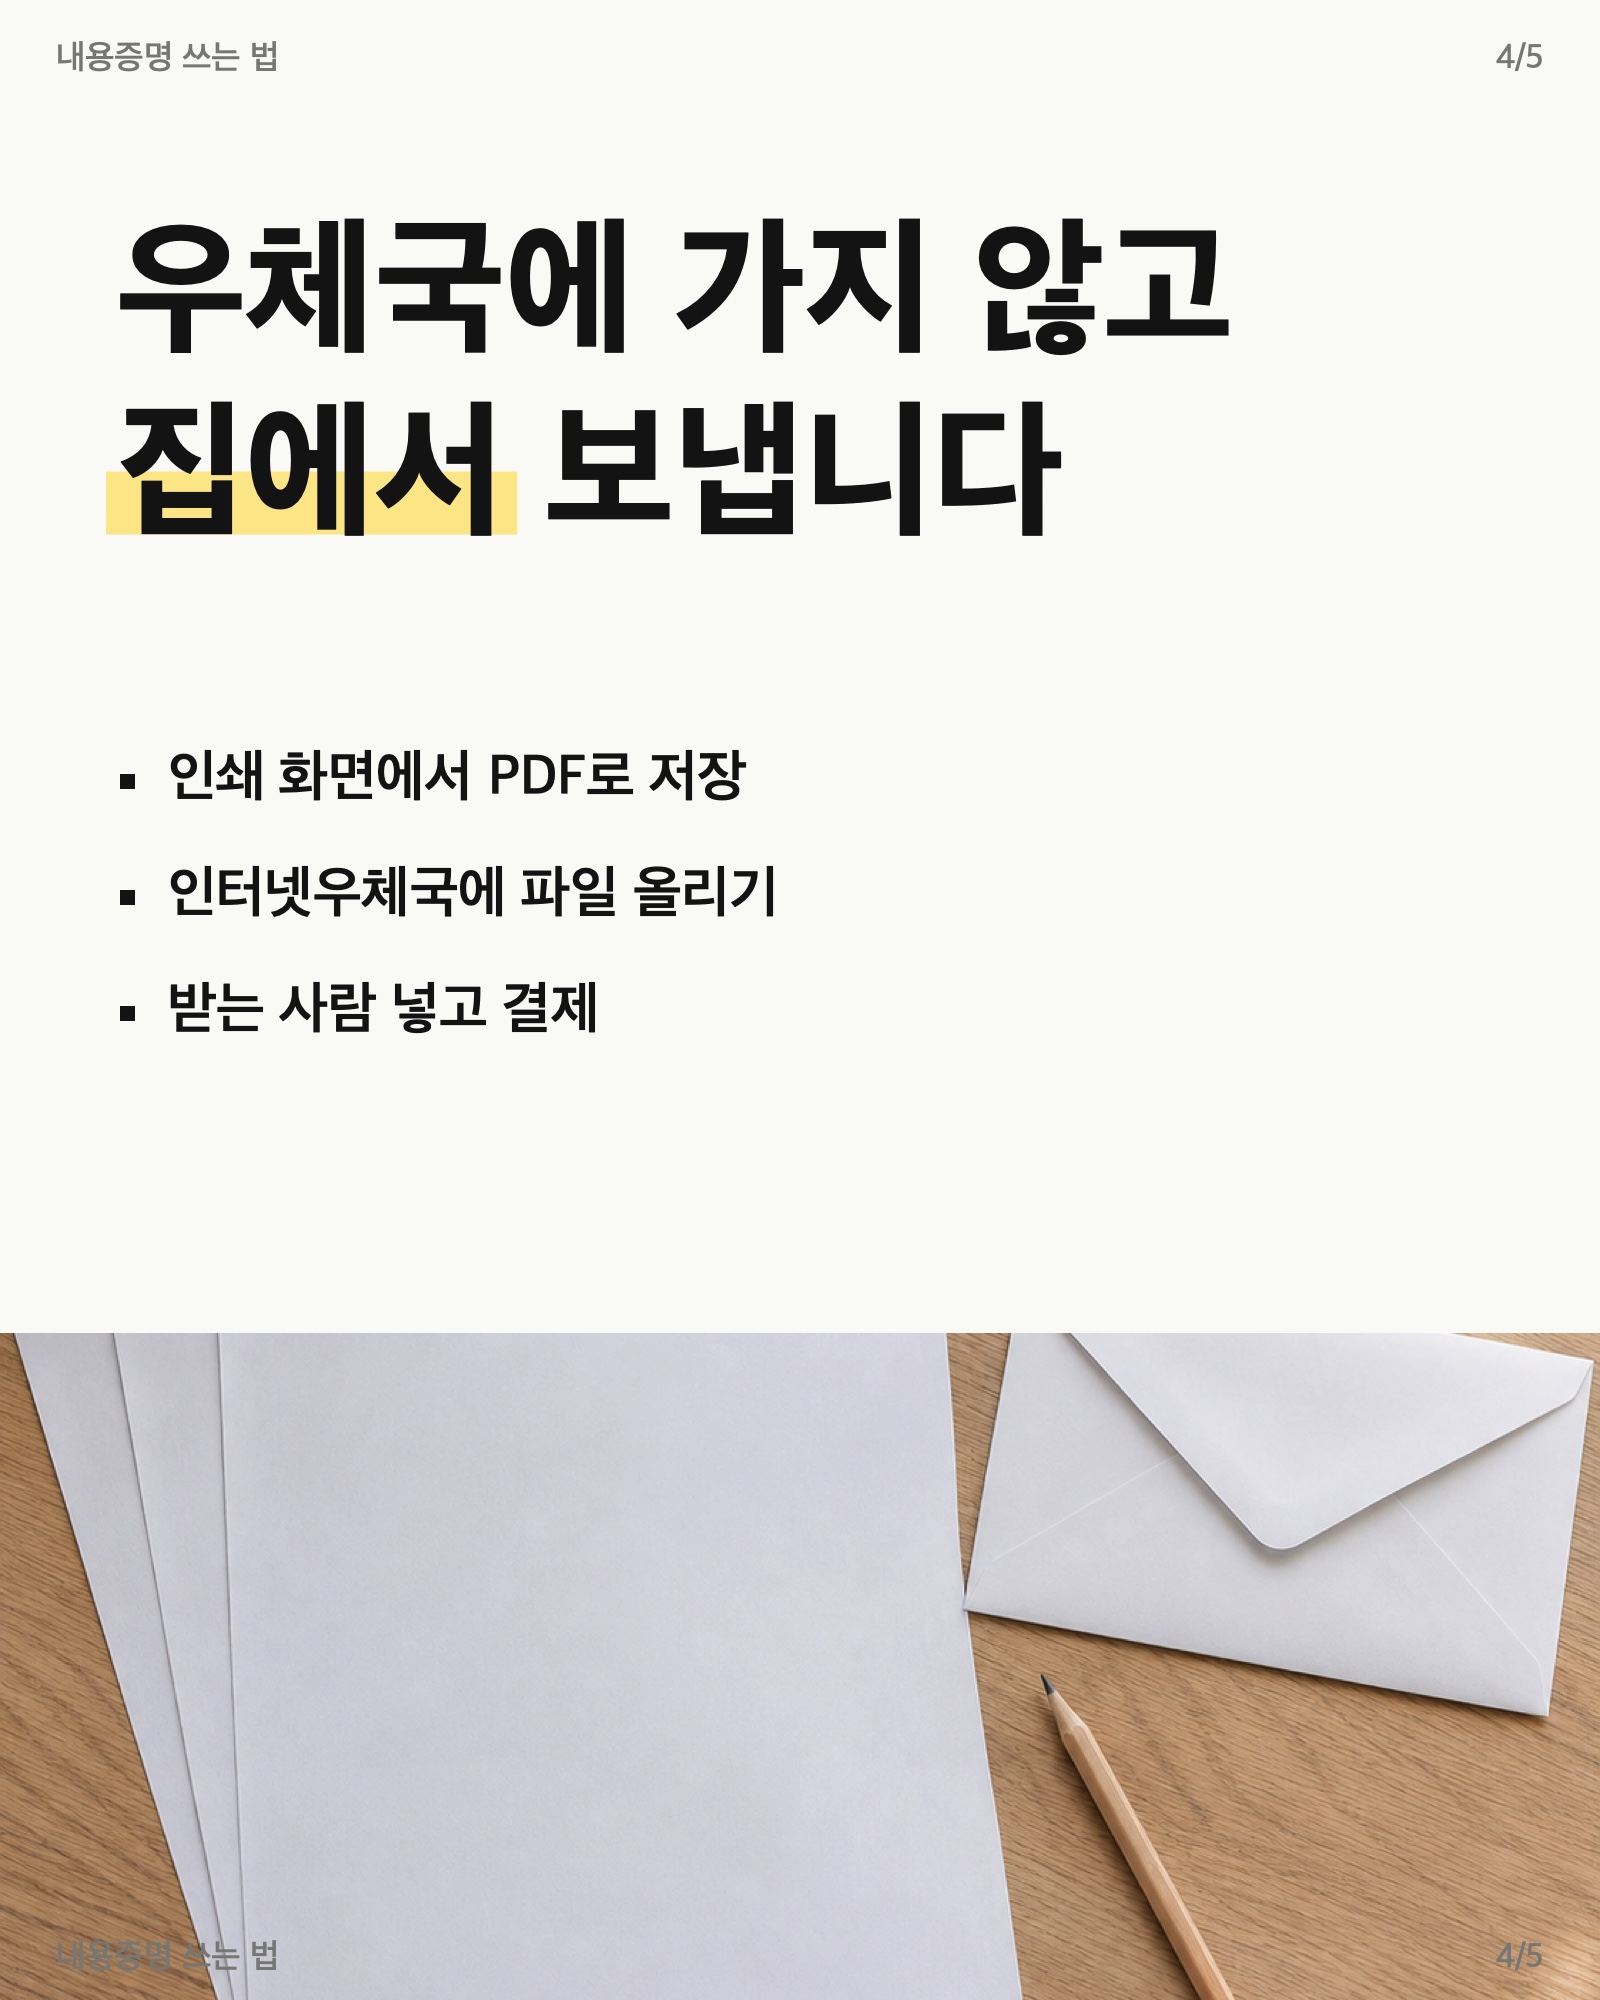 내용증명 쓰는 법
4/5
우체국에 가지 않고
집에서 보냅니다
▪ 인쇄 화면에서 PDF로 저장
▪ 인터넷우체국에 파일 올리기
▪ 받는 사람 넣고 결제
내용증명 쓰는 법
4/5